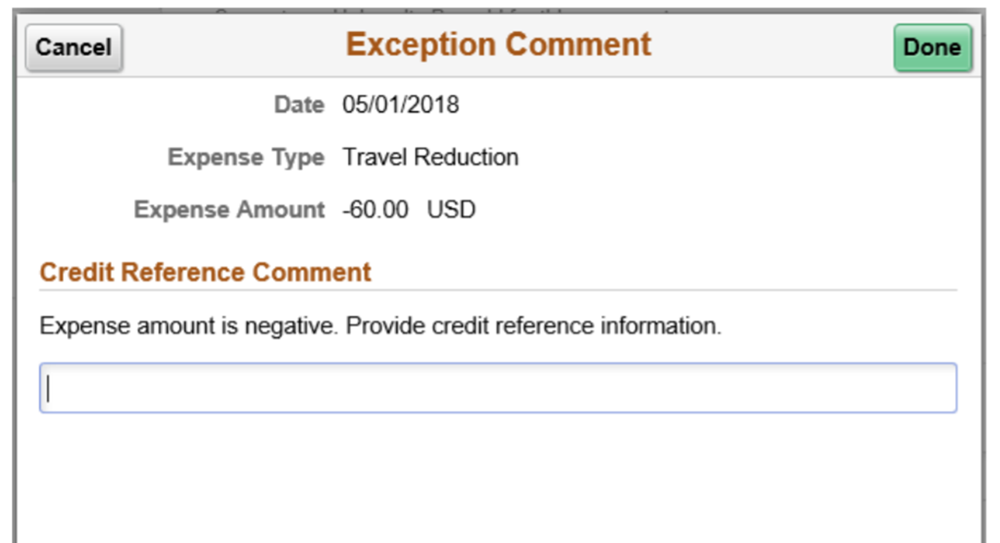 Cancel Exception Comment Done
Date 05/01/2018
Expense Type Travel Reduction
Expense Amount -60.00 USD
Credit Reference Comment
Expense amount is negative. Provide credit reference information.